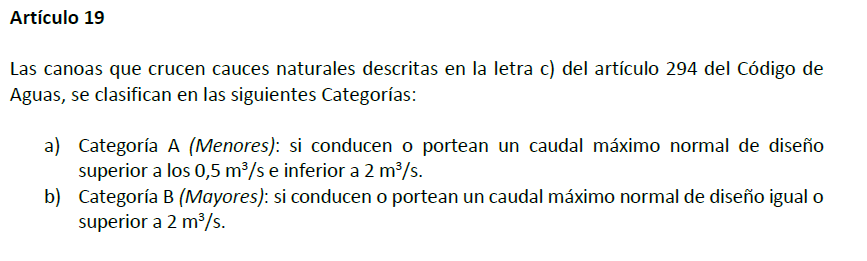 Artículo 19
Las canoas que crucen cauces naturales descritas en la letra c) del artículo 294 del Código de
Aguas, se clasifican en las siguientes Categorías:
a) Categoría A (Menores): si conducen o portean un caudal máximo normal de diseño
superior a los 0,5 m³/s e inferior a 2 m³/s.
b) Categoría B (Mayores): si conducen o portean un caudal máximo normal de diseño igual o
superior a 2 m³/s.